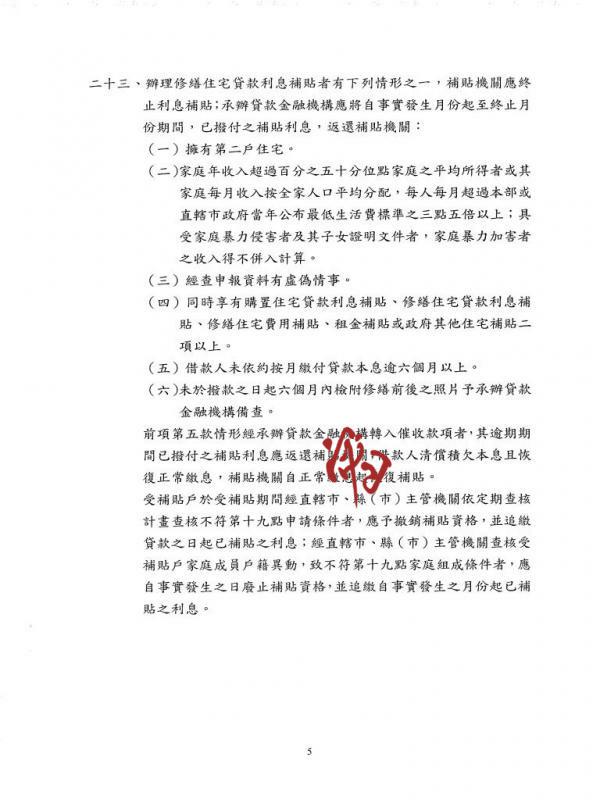 二十三、辦理修繕住宅貸款利息補貼者有下列情形之一，補貼機關應終
止利息補貼；承辦貸款金融機構應將自事實發生月份起至終止月
份期間，已撥付之補貼利息，返還補貼機關：
（一）擁有第二戶住宅。
（二）家庭年收入超過百分之五十分位點家庭之平均所得者或其
家庭每月收入按全家人口平均分配，每人每月超過本部或
直轄市政府當年公布最低生活費標準之三點五倍以上；具
受家庭暴力侵害者及其子女證明文件者，家庭暴力加害者
之收入得不併入計算。
（三）經查申報資料有虛偽情事。
（四）同時享有購置住宅貸款利息補貼、修繕住宅貸款利息補
貼、修繕住宅費用補貼、租金補貼或政府其他住宅補貼二
項以上。
（五）借款人未依約按月繳付貸款本息逾六個月以上。
（六）未於撥款之日起六個月內檢附修繕前後之照片予承辦貸款
金融機構備查。
前項第五款情形經承辦貸款金融機構轉入催收款項者，其逾期期
間已撥付之補貼利息應返還補貼機關，借款人清償積欠本息且恢
復正常繳息，補貼機關自正常繳息起恢復補貼。
受補貼戶於受補貼期間經直轄市、縣（市）主管機關依定期查核
計畫查核不符第十九點申請條件者，應予撤銷補貼資格，並追繳
貸款之日起已補貼之利息；經直轄市、縣（市）主管機關查核受
補貼戶家庭成員戶籍異動，致不符第十九點家庭組成條件者，應
自事實發生之日廢止補貼資格，並追繳自事實發生之月份起已補
貼之利息。
5